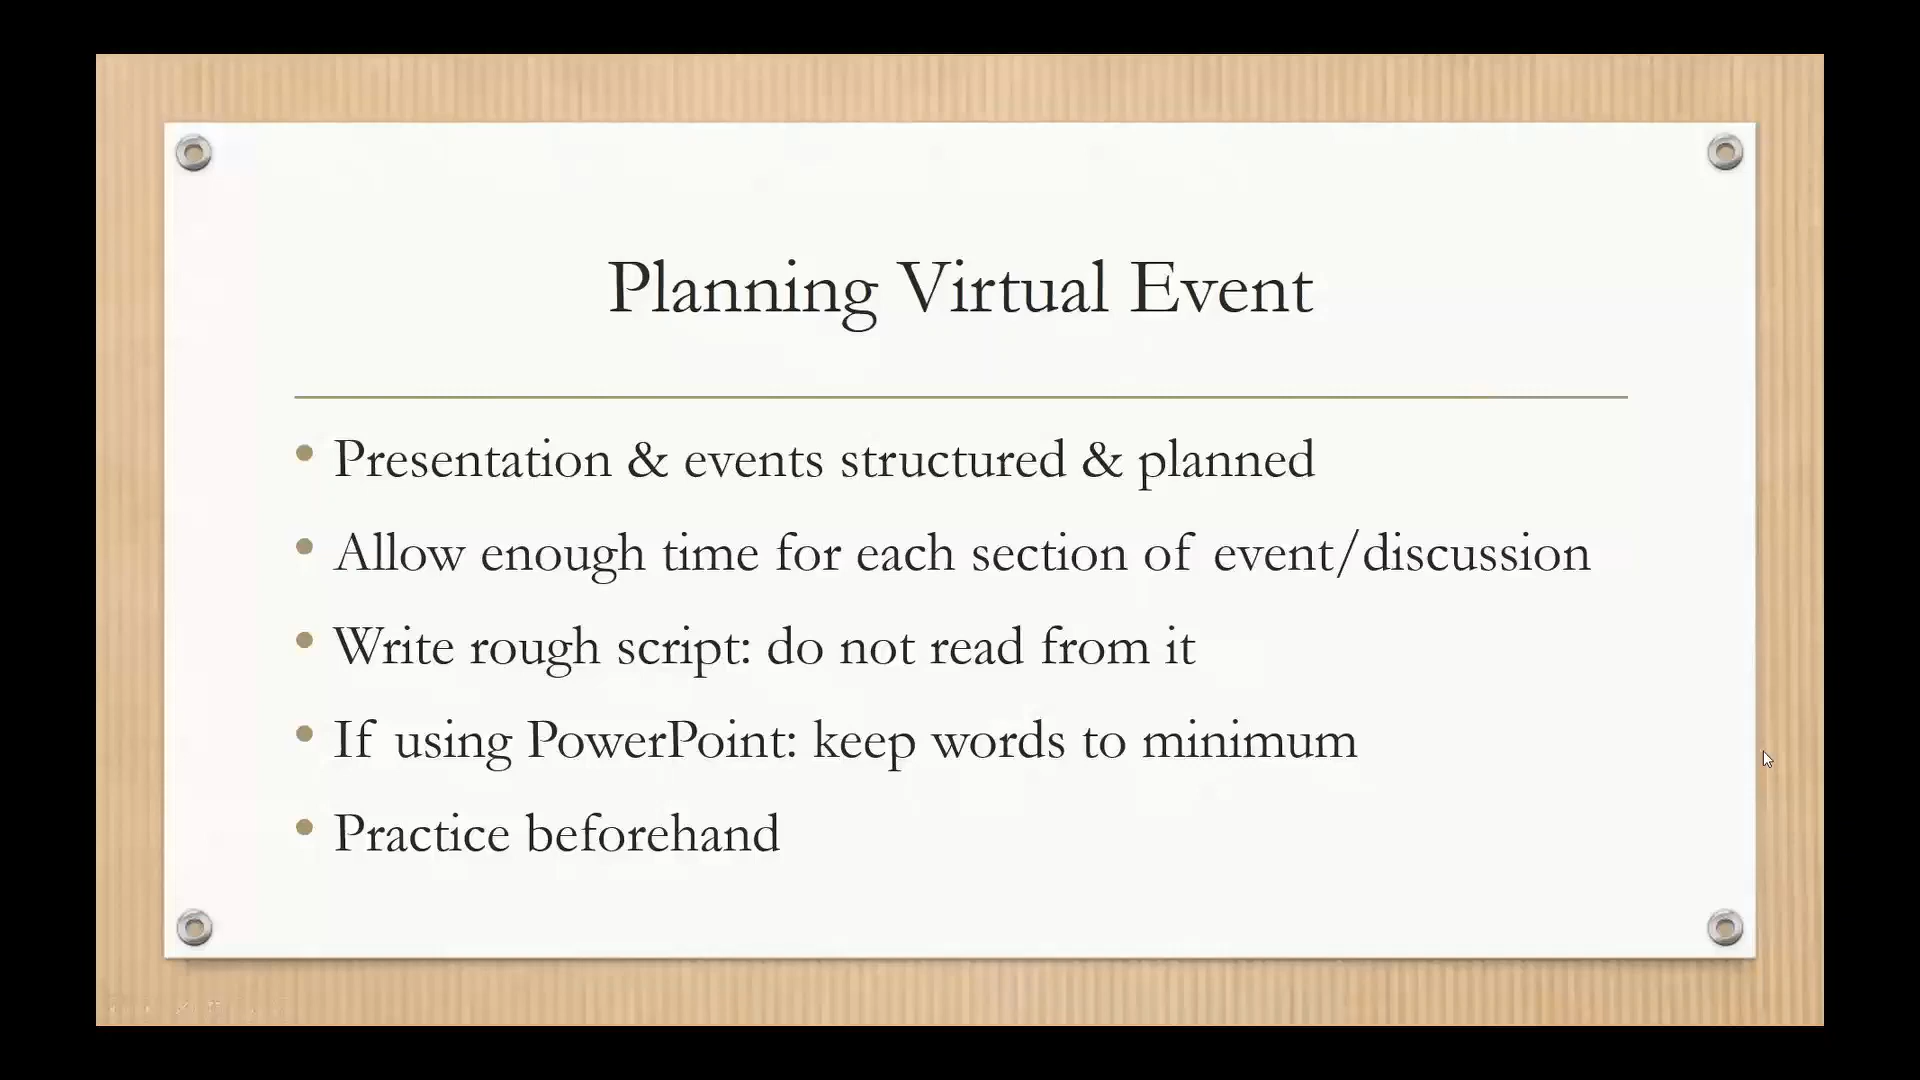 Planning Virtual Event
• Presentation & events structured & planned
• Allow enough time for each section of event/discussion
• Write rough script: do not read from it
• If using PowerPoint: keep words to minimum
• Practice beforehand